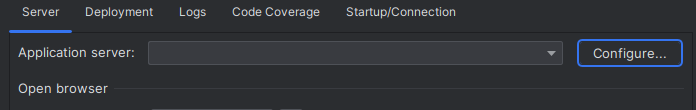 Server Deployment Logs Code Coverage Startup/Connection
Application server: Configure...
Open browser